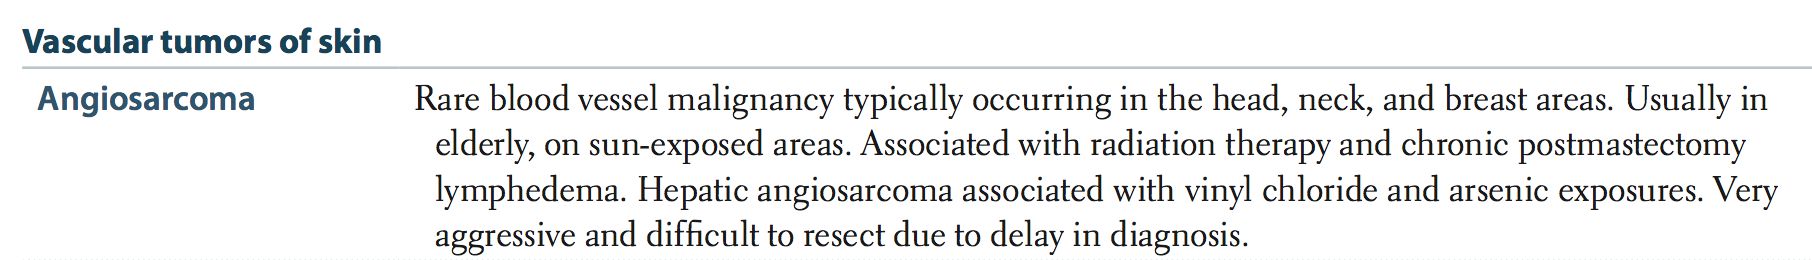 Vascular tumors of skin
Angiosarcoma
Rare blood vessel malignancy typically occurring in the head, neck, and breast areas. Usually in
elderly, on sun-exposed areas. Associated with radiation therapy and chronic postmastectomy
lymphedema. Hepatic angiosarcoma associated with vinyl chloride and arsenic exposures. Very
aggressive and difficult to resect due to delay in diagnosis.